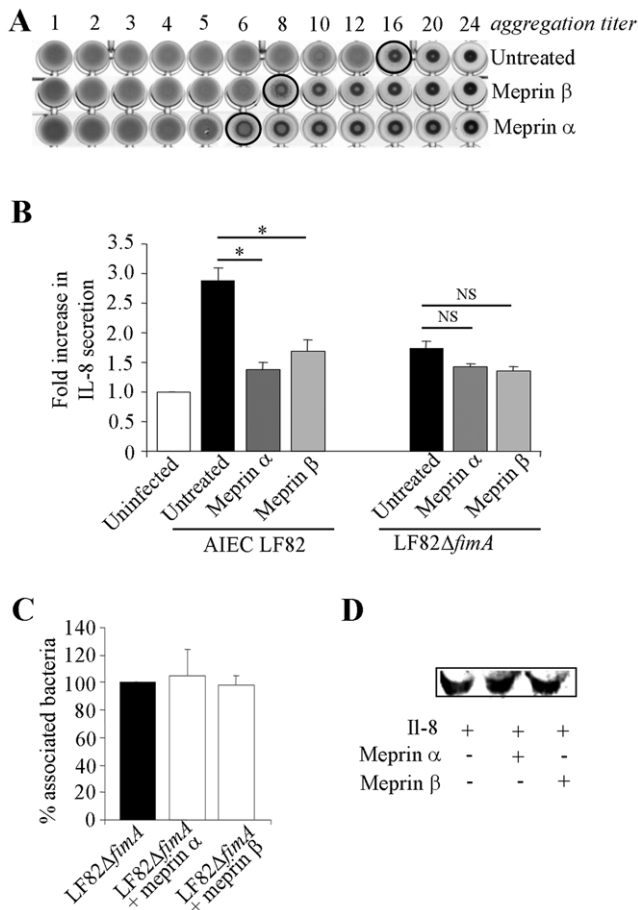 A 1 2 3 4 5 6 8 10 12 16 20 24 aggregation titer
Untreated
Meprin β
Meprin α
B
Fold increase in
IL-8 secretion
3.5
3.0
2.5
2.0
1.5
1.0
0.5
0
*
*
NS
NS
Uninfected
Untreated
Meprin α
Meprin β
Untreated
Meprin α
Meprin β
AIEC LF82
LF82ΔfimA
C
% associated bacteria
140
120
100
80
60
40
20
0
LF82ΔfimA
LF82ΔfimA
+ meprin α
LF82ΔfimA
+ meprin β
D
Il-8 + + +
Meprin α - + -
Meprin β - - +